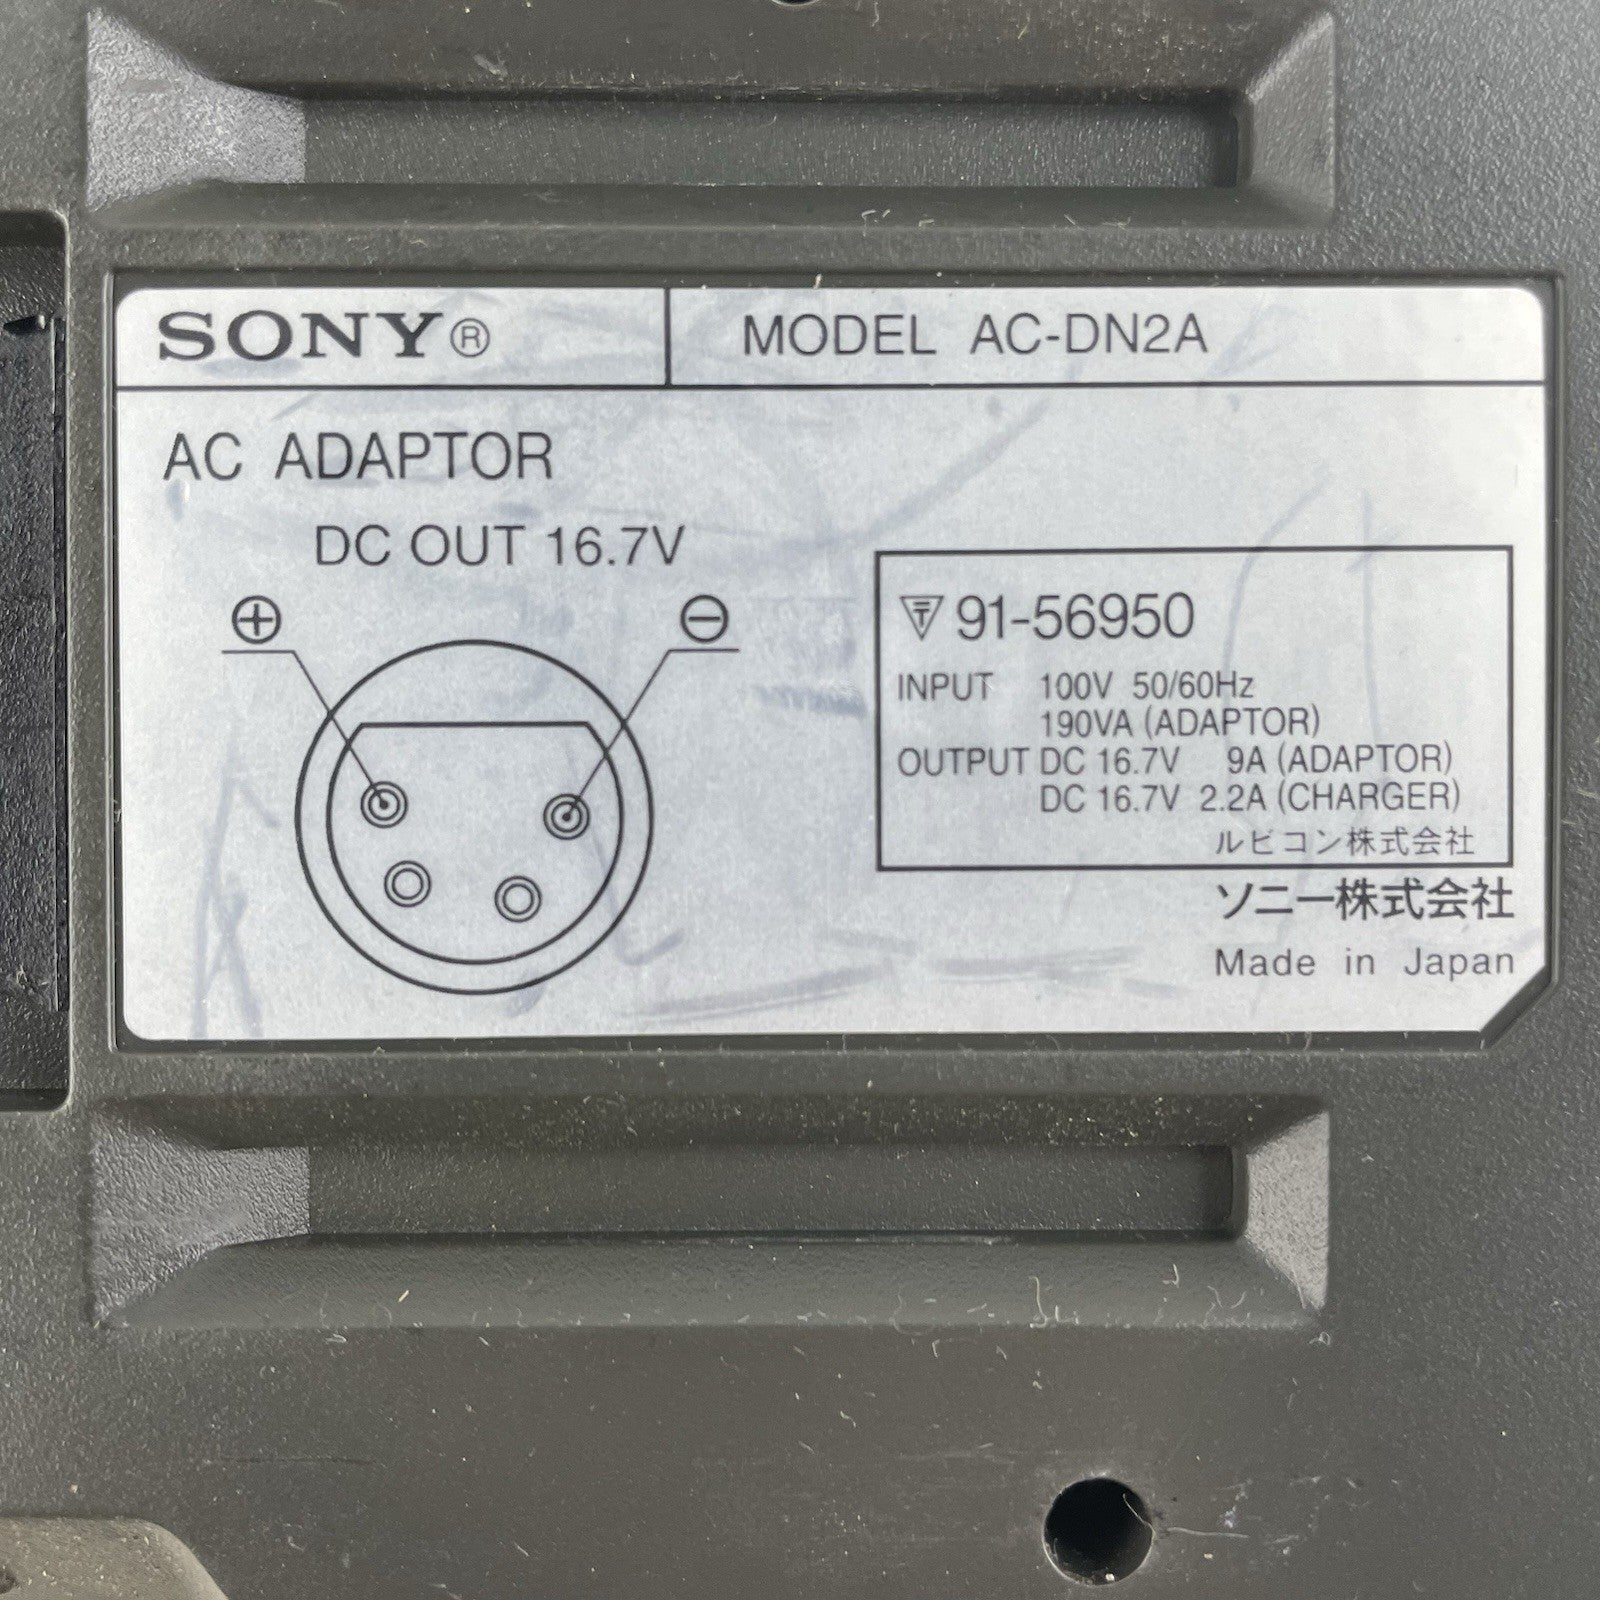 SONY® MODEL AC-DN2A
AC ADAPTOR
DC OUT 16.7V
⊕ ⊖
〒 91-56950
INPUT 100V 50/60Hz
190VA (ADAPTOR)
OUTPUT DC 16.7V 9A (ADAPTOR)
DC 16.7V 2.2A (CHARGER)
ルビコン株式会社
ソニー株式会社
Made in Japan